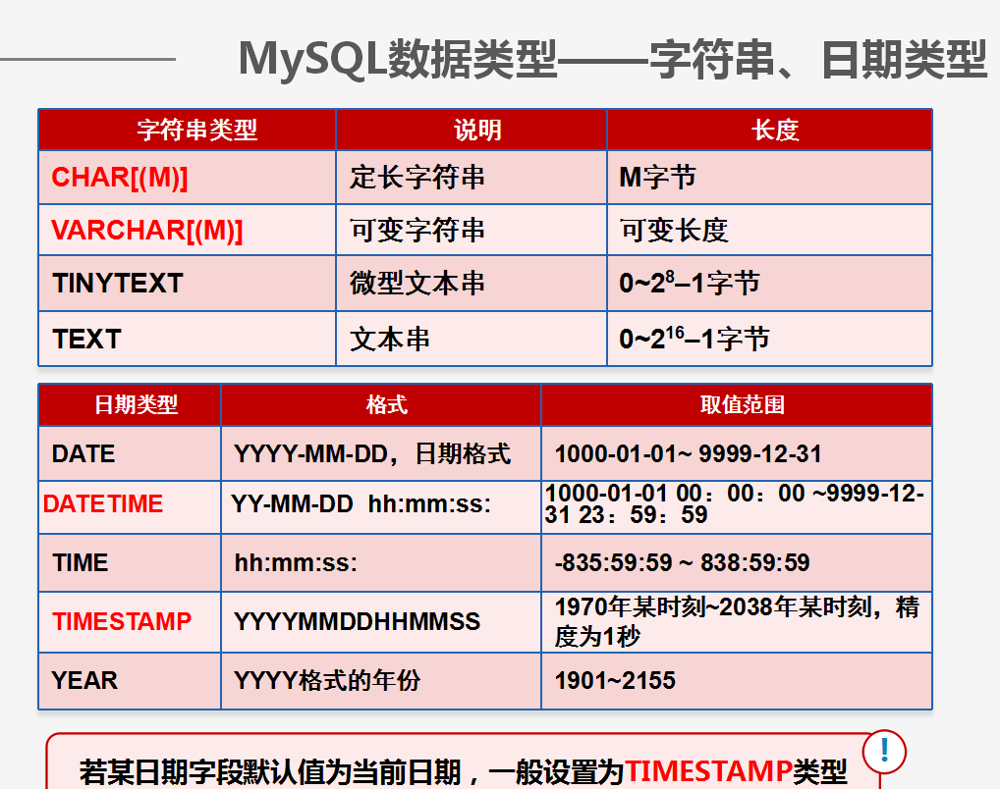 MySQL数据类型——字符串、日期类型
字符串类型 说明 长度
CHAR[(M)] 定长字符串 M字节
VARCHAR[(M)] 可变字符串 可变长度
TINYTEXT 微型文本串 0~2⁸–1字节
TEXT 文本串 0~2¹⁶–1字节
日期类型 格式 取值范围
DATE YYYY-MM-DD，日期格式 1000-01-01~ 9999-12-31
DATETIME YY-MM-DD hh:mm:ss: 1000-01-01 00：00：00 ~9999-12-
31 23：59：59
TIME hh:mm:ss: -835:59:59 ~ 838:59:59
TIMESTAMP YYYYMMDDHHMMSS 1970年某时刻~2038年某时刻，精
度为1秒
YEAR YYYY格式的年份 1901~2155
!
若某日期字段默认值为当前日期，一般设置为TIMESTAMP类型